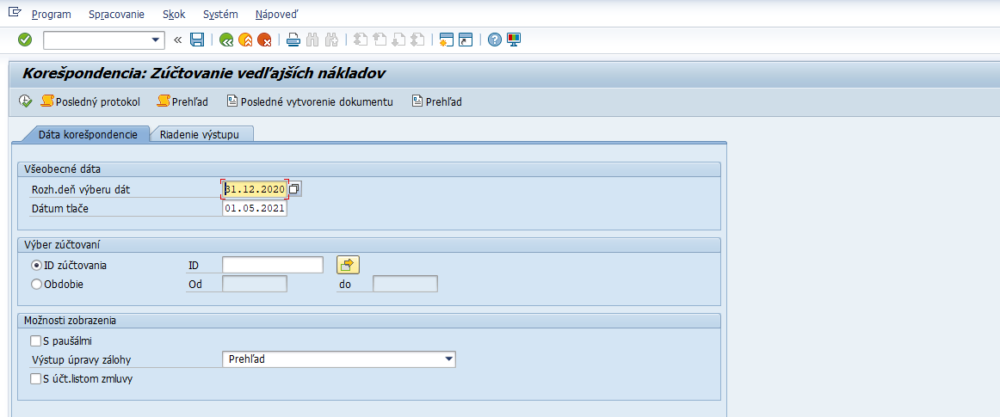 Program Spracovanie Skok Systém Nápoveď
Korešpondencia: Zúčtovanie vedľajších nákladov
Posledný protokol Prehľad Posledné vytvorenie dokumentu Prehľad
Dáta korešpondencie Riadenie výstupu
Všeobecné dáta
Rozh.deň výberu dát 31.12.2020
Dátum tlače 01.05.2021
Výber zúčtovaní
ID zúčtovania ID
Obdobie Od do
Možnosti zobrazenia
S paušálmi
Výstup úpravy zálohy Prehľad
S účt.listom zmluvy